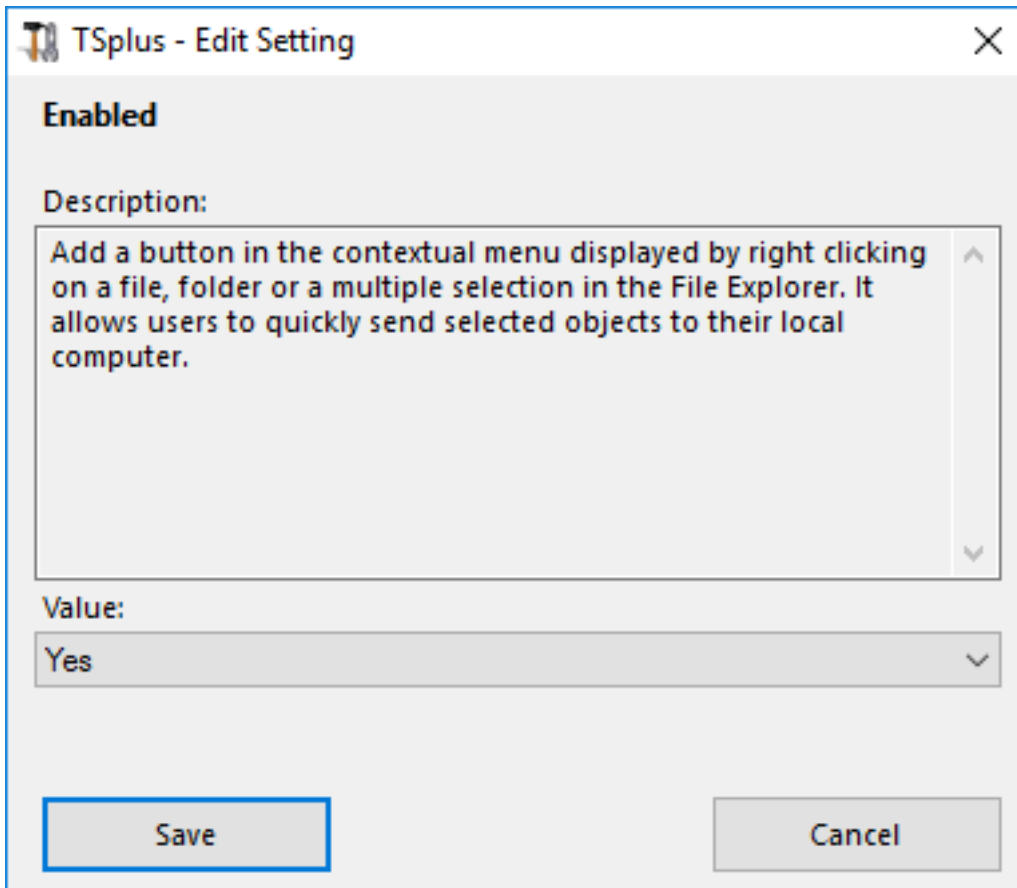 TSplus - Edit Setting
Enabled
Description:
Add a button in the contextual menu displayed by right clicking
on a file, folder or a multiple selection in the File Explorer. It
allows users to quickly send selected objects to their local
computer.
Value:
Yes
Save
Cancel